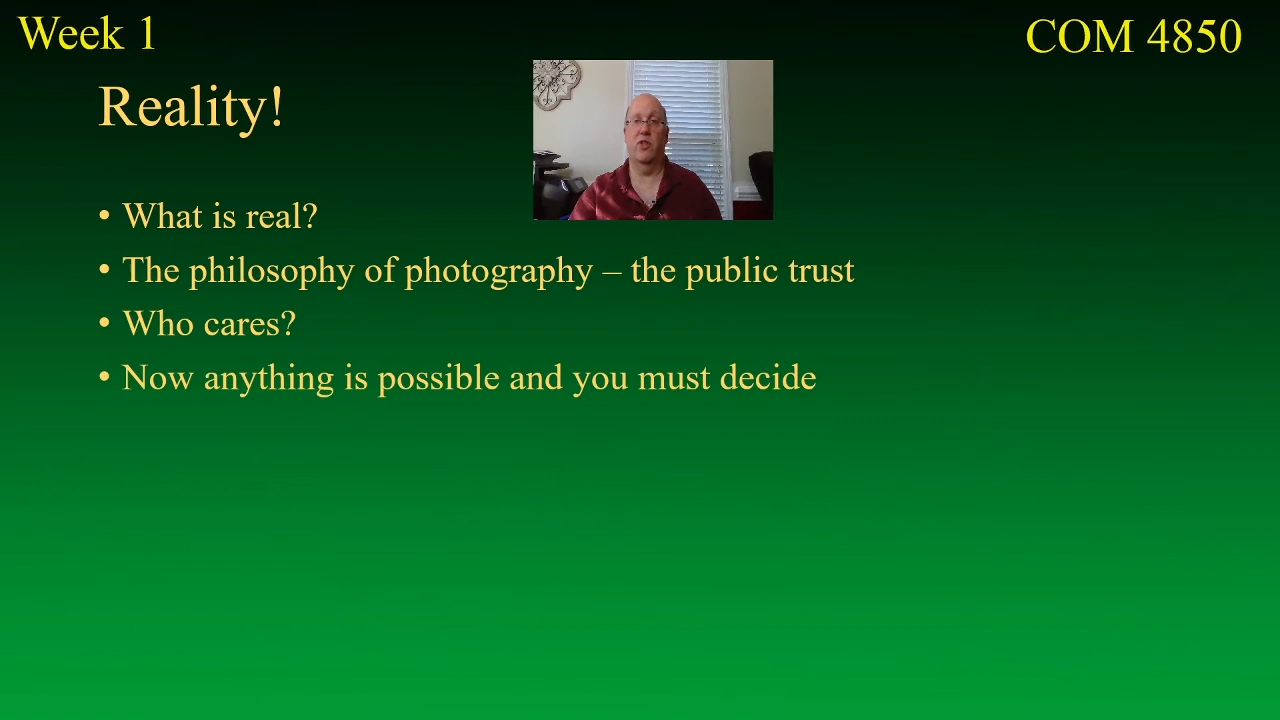 Week 1
COM 4850
Reality!
• What is real?
• The philosophy of photography – the public trust
• Who cares?
• Now anything is possible and you must decide